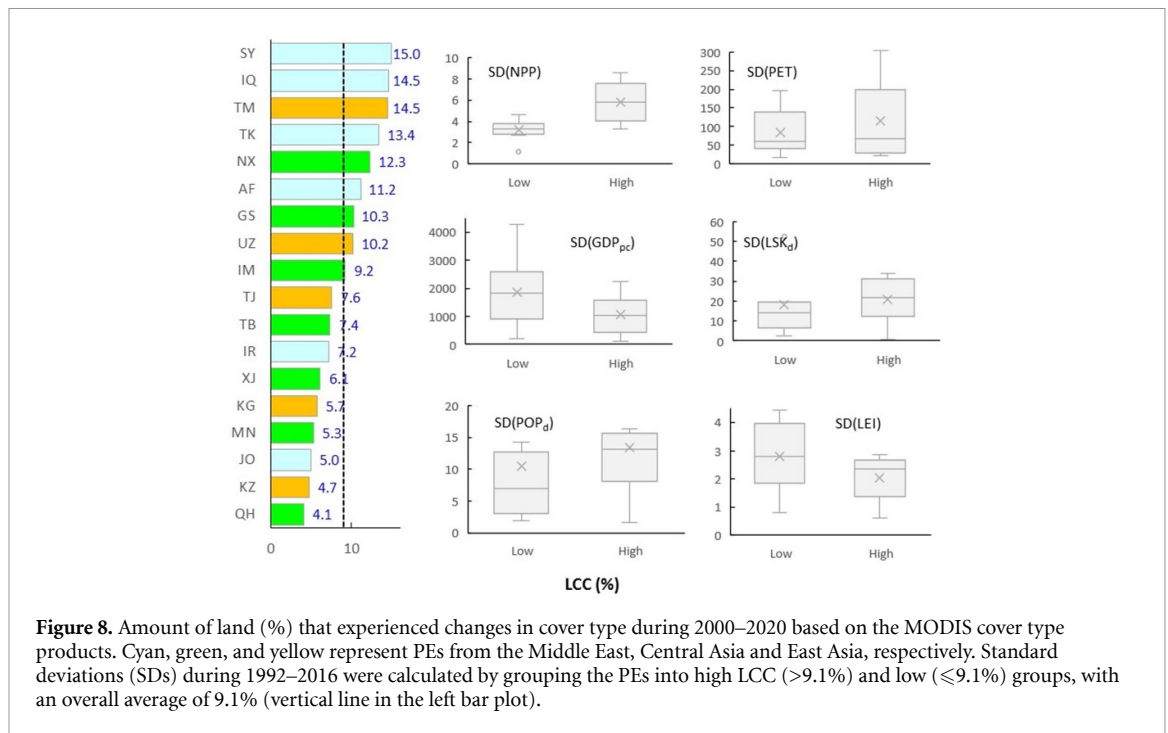 SY 15.0
IQ 14.5
TM 14.5
TK 13.4
NX 12.3
AF 11.2
GS 10.3
UZ 10.2
IM 9.2
TJ 7.6
TB 7.4
IR 7.2
XJ 6.1
KG 5.7
MN 5.3
JO 5.0
KZ 4.7
QH 4.1
0 10
SD(NPP)
10
8
6
4
2
0
Low High
SD(PET)
300
250
200
150
100
50
0
Low High
SD(GDPpc)
4000
3000
2000
1000
0
Low High
SD(LSKd)
60
50
40
30
20
10
0
Low High
SD(POPd)
20
15
10
5
0
Low High
SD(LEI)
4
3
2
1
0
Low High
LCC (%)
Figure 8. Amount of land (%) that experienced changes in cover type during 2000–2020 based on the MODIS cover type
products. Cyan, green, and yellow represent PEs from the Middle East, Central Asia and East Asia, respectively. Standard
deviations (SDs) during 1992–2016 were calculated by grouping the PEs into high LCC (>9.1%) and low (⩽9.1%) groups, with
an overall average of 9.1% (vertical line in the left bar plot).